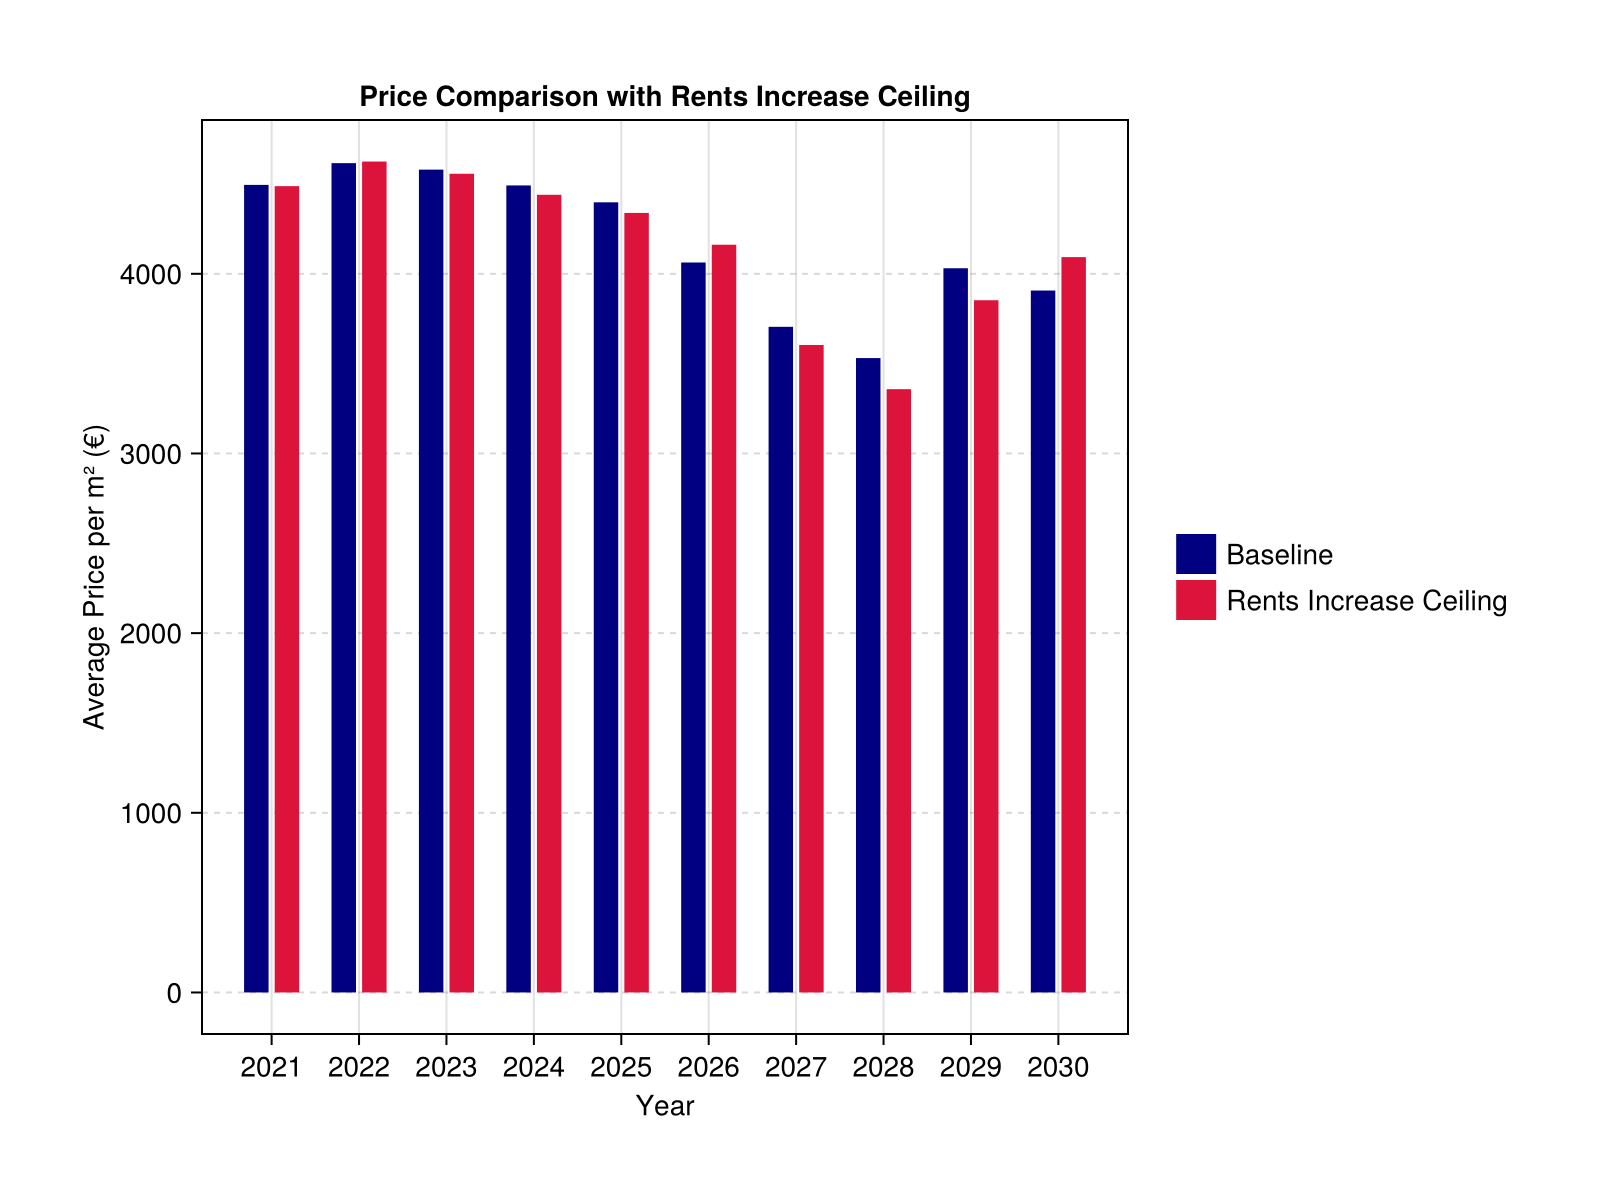 Price Comparison with Rents Increase Ceiling
Average Price per m² (€)
4000
3000
2000
1000
0
2021 2022 2023 2024 2025 2026 2027 2028 2029 2030
Year
Baseline
Rents Increase Ceiling